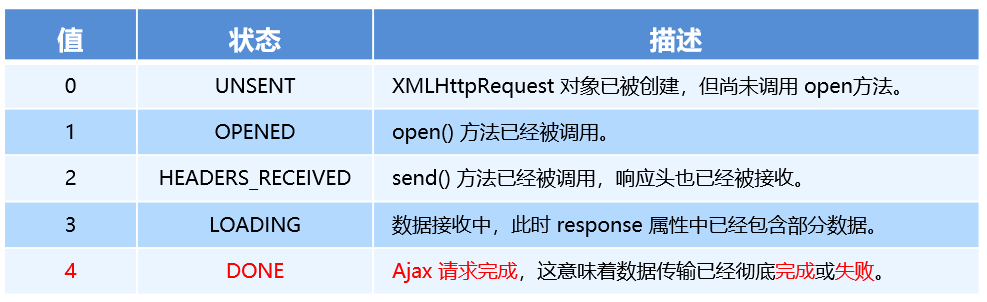 值 状态 描述
0 UNSENT XMLHttpRequest 对象已被创建，但尚未调用 open方法。
1 OPENED open() 方法已经被调用。
2 HEADERS_RECEIVED send() 方法已经被调用，响应头也已经被接收。
3 LOADING 数据接收中，此时 response 属性中已经包含部分数据。
4 DONE Ajax 请求完成，这意味着数据传输已经彻底完成或失败。